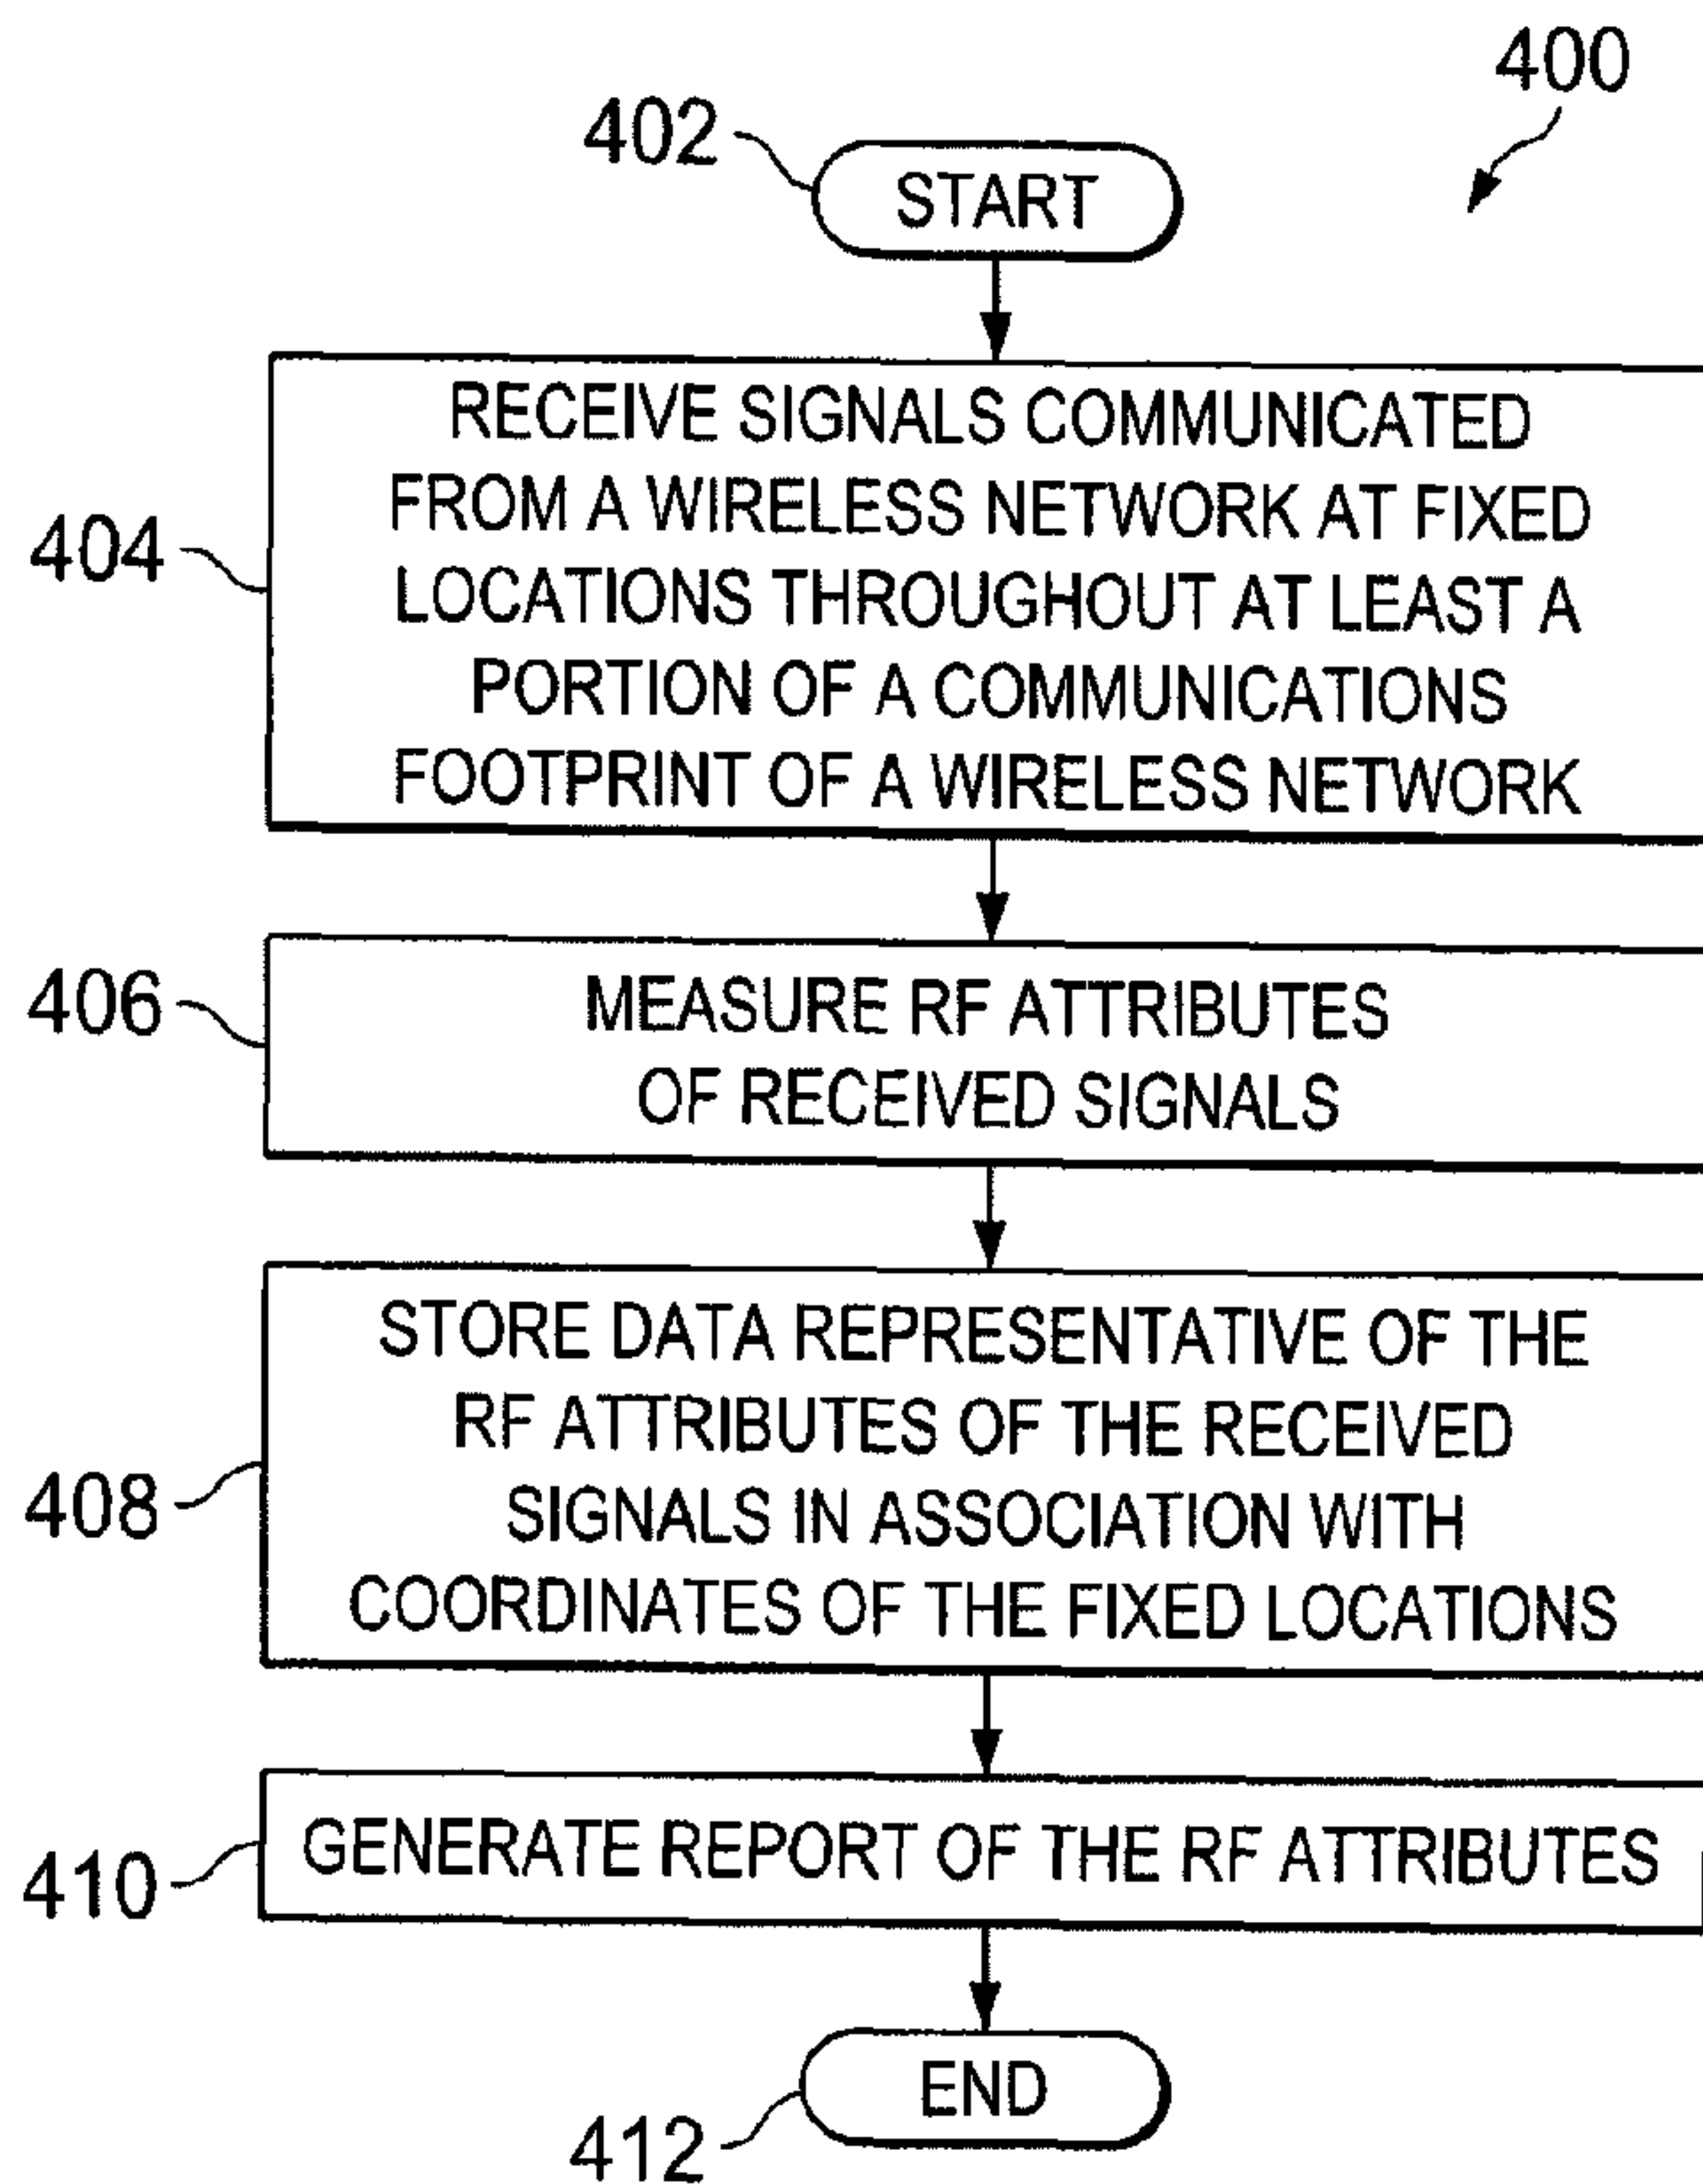 400
402
START
RECEIVE SIGNALS COMMUNICATED
FROM A WIRELESS NETWORK AT FIXED
LOCATIONS THROUGHOUT AT LEAST A
PORTION OF A COMMUNICATIONS
FOOTPRINT OF A WIRELESS NETWORK
404
MEASURE RF ATTRIBUTES
OF RECEIVED SIGNALS
406
STORE DATA REPRESENTATIVE OF THE
RF ATTRIBUTES OF THE RECEIVED
SIGNALS IN ASSOCIATION WITH
COORDINATES OF THE FIXED LOCATIONS
408
GENERATE REPORT OF THE RF ATTRIBUTES
410
END
412